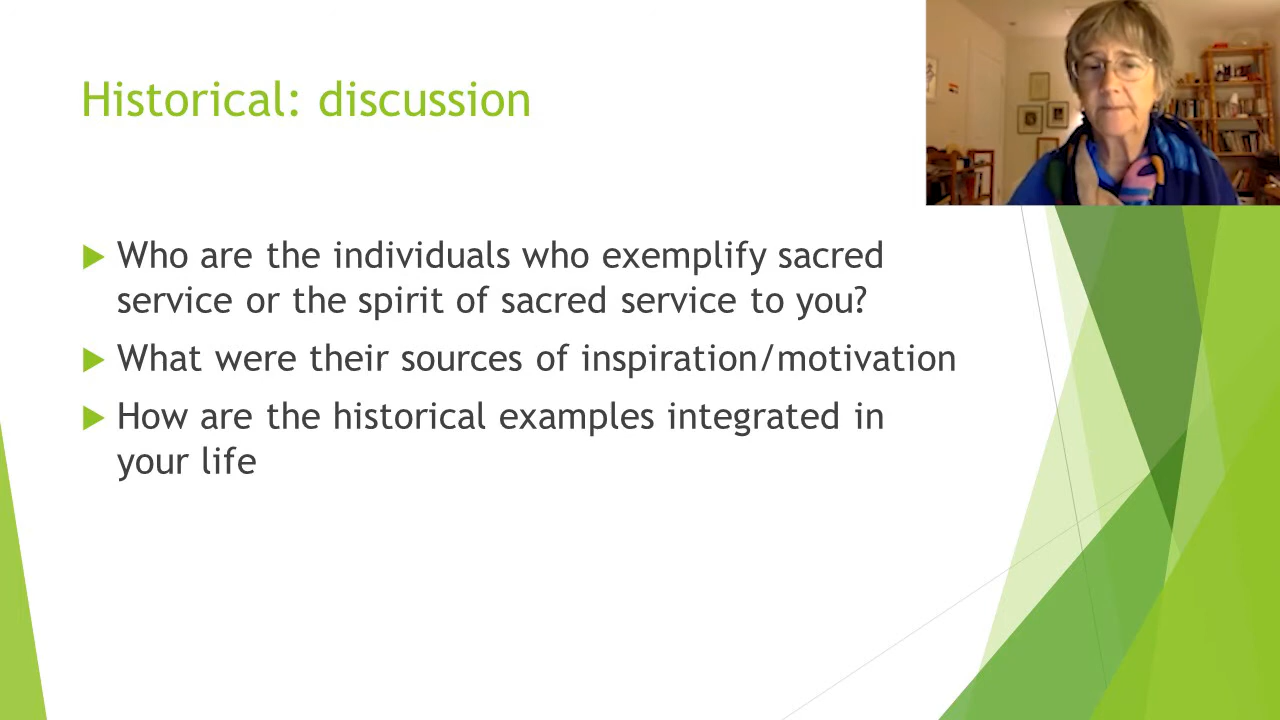 Historical: discussion
Who are the individuals who exemplify sacred
service or the spirit of sacred service to you?
What were their sources of inspiration/motivation
How are the historical examples integrated in
your life